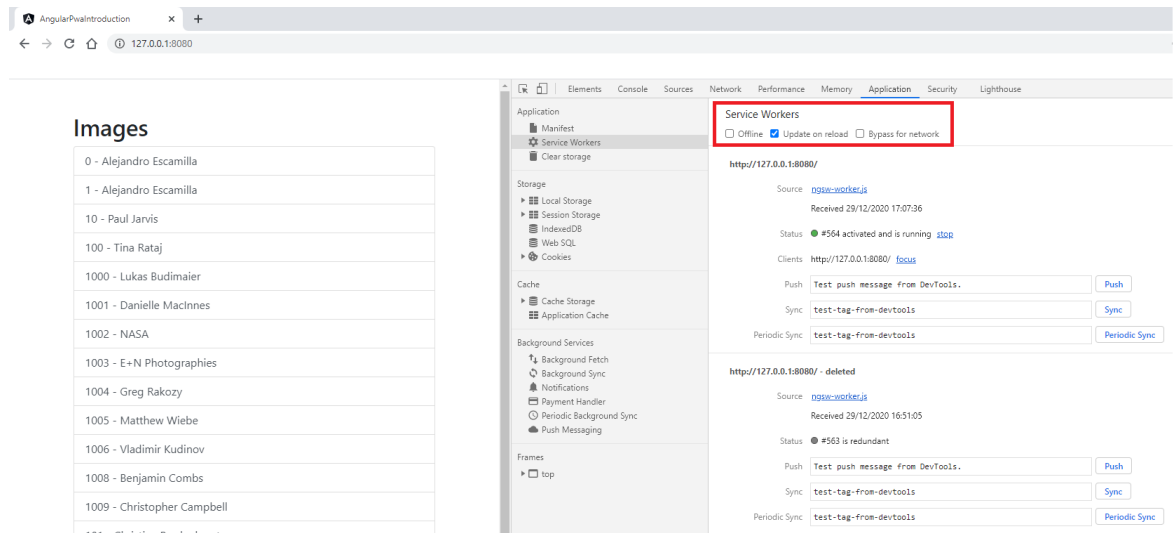 AngularPwaIntroduction
127.0.0.1:8080
Images
0 - Alejandro Escamilla
1 - Alejandro Escamilla
10 - Paul Jarvis
100 - Tina Rataj
1000 - Lukas Budimaier
1001 - Danielle MacInnes
1002 - NASA
1003 - E+N Photographies
1004 - Greg Rakozy
1005 - Matthew Wiebe
1006 - Vladimir Kudinov
1008 - Benjamin Combs
1009 - Christopher Campbell
Elements Console Sources Network Performance Memory Application Security Lighthouse
Application
Manifest
Service Workers
Clear storage
Storage
Local Storage
Session Storage
IndexedDB
Web SQL
Cookies
Cache
Cache Storage
Application Cache
Background Services
Background Fetch
Background Sync
Notifications
Payment Handler
Periodic Background Sync
Push Messaging
Frames
top
Service Workers
Offline Update on reload Bypass for network
http://127.0.0.1:8080/
Source ngsw-worker.js
Received 29/12/2020 17:07:36
Status #564 activated and is running stop
Clients http://127.0.0.1:8080/ focus
Push Test push message from DevTools. Push
Sync test-tag-from-devtools Sync
Periodic Sync test-tag-from-devtools Periodic Sync
http://127.0.0.1:8080/ - deleted
Source ngsw-worker.js
Received 29/12/2020 16:51:05
Status #563 is redundant
Push Test push message from DevTools. Push
Sync test-tag-from-devtools Sync
Periodic Sync test-tag-from-devtools Periodic Sync